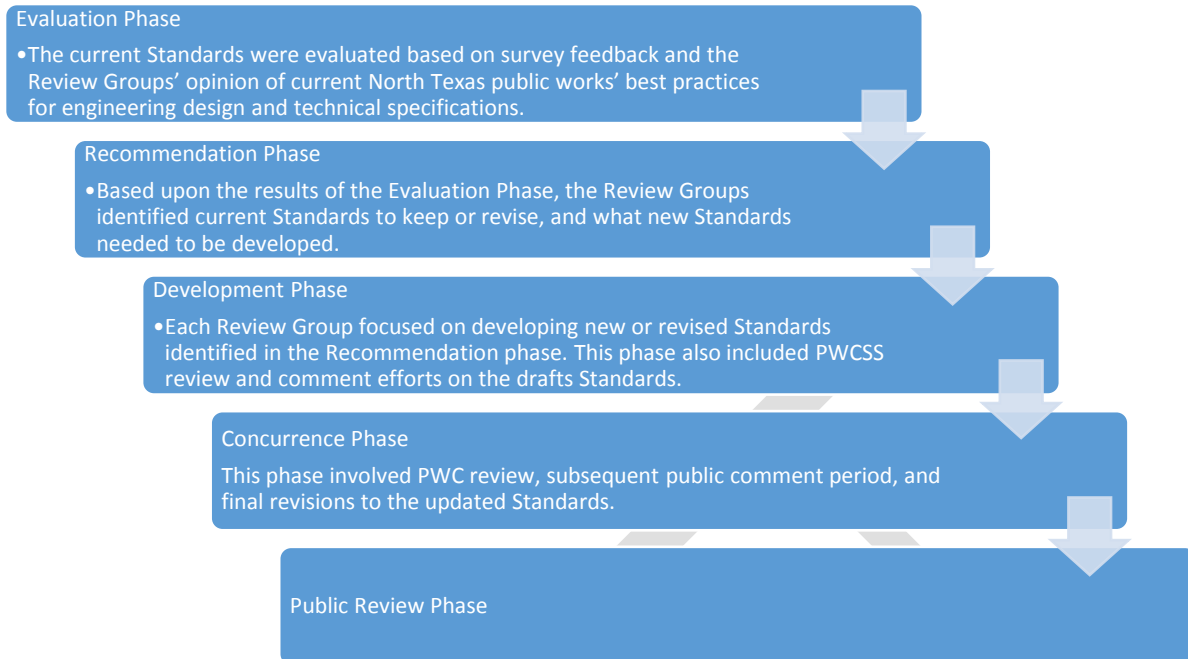 Evaluation Phase
•The current Standards were evaluated based on survey feedback and the
Review Groups’ opinion of current North Texas public works’ best practices
for engineering design and technical specifications.
Recommendation Phase
•Based upon the results of the Evaluation Phase, the Review Groups
identified current Standards to keep or revise, and what new Standards
needed to be developed.
Development Phase
•Each Review Group focused on developing new or revised Standards
identified in the Recommendation phase. This phase also included PWCSS
review and comment efforts on the drafts Standards.
Concurrence Phase
This phase involved PWC review, subsequent public comment period, and
final revisions to the updated Standards.
Public Review Phase